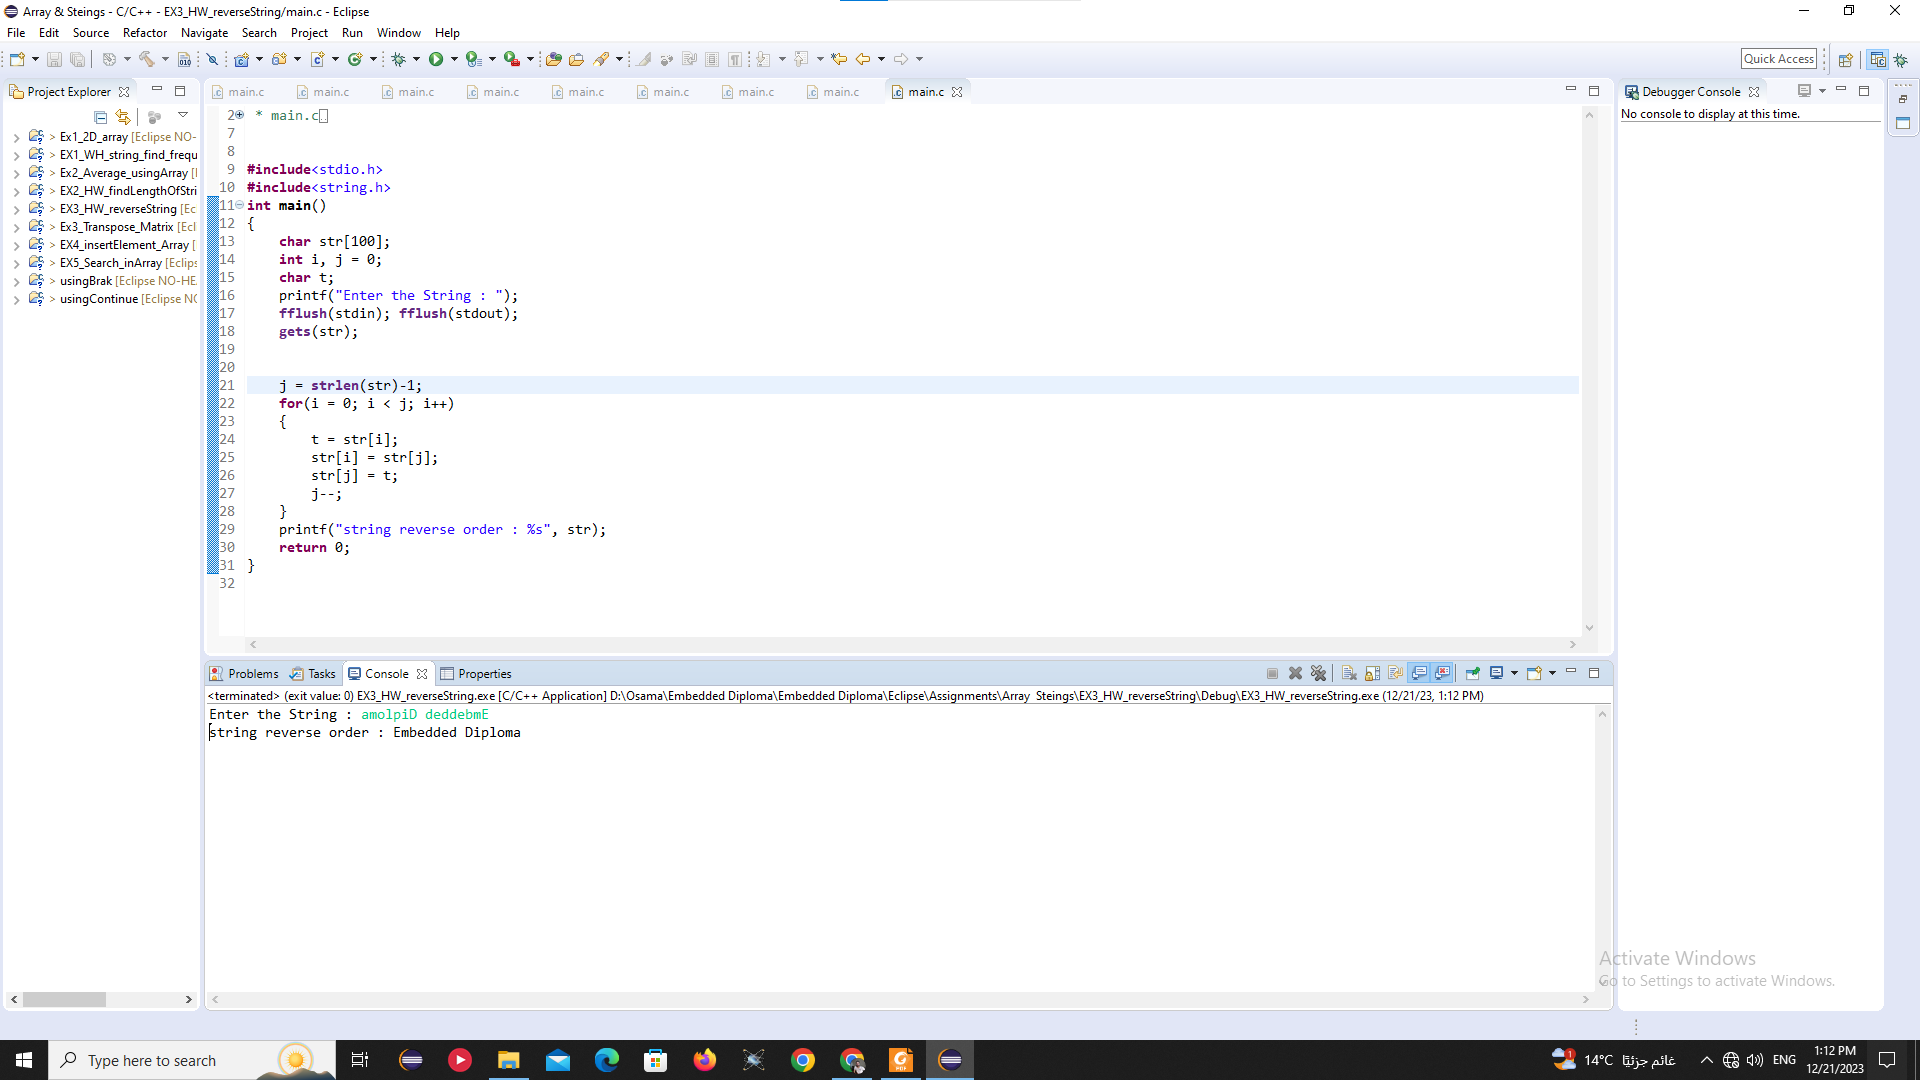 Array & Steings - C/C++ - EX3_HW_reverseString/main.c - Eclipse
File Edit Source Refactor Navigate Search Project Run Window Help
Quick Access
Project Explorer
> Ex1_2D_array [Eclipse NO-
> EX1_WH_string_find_frequ
> Ex2_Average_usingArray [
> EX2_HW_findLengthOfStri
> EX3_HW_reverseString [Ec
> Ex3_Transpose_Matrix [Ecl
> EX4_insertElement_Array [
> EX5_Search_inArray [Eclips
> usingBrak [Eclipse NO-HE
> usingContinue [Eclipse NO
main.c main.c main.c main.c main.c main.c main.c main.c main.c
2 * main.c
7
8
9 #include<stdio.h>
10 #include<string.h>
11 int main()
12 {
13 char str[100];
14 int i, j = 0;
15 char t;
16 printf("Enter the String : ");
17 fflush(stdin); fflush(stdout);
18 gets(str);
19
20
21 j = strlen(str)-1;
22 for(i = 0; i < j; i++)
23 {
24 t = str[i];
25 str[i] = str[j];
26 str[j] = t;
27 j--;
28 }
29 printf("string reverse order : %s", str);
30 return 0;
31 }
32
Debugger Console
No console to display at this time.
Problems Tasks Console Properties
<terminated> (exit value: 0) EX3_HW_reverseString.exe [C/C++ Application] D:\Osama\Embedded Diploma\Embedded Diploma\Eclipse\Assignments\Array Steings\EX3_HW_reverseString\Debug\EX3_HW_reverseString.exe (12/21/23, 1:12 PM)
Enter the String : amolpiD deddebmE
string reverse order : Embedded Diploma
Activate Windows
Go to Settings to activate Windows.
Type here to search
1
14°C غائم جزئيًا
ENG
1:12 PM
12/21/2023